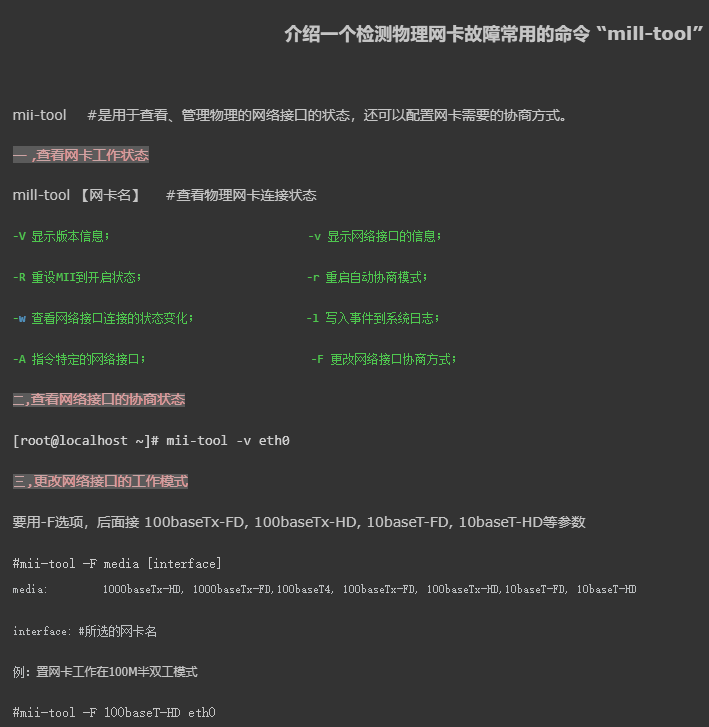 介绍一个检测物理网卡故障常用的命令 “mill-tool”
mii-tool #是用于查看、管理物理的网络接口的状态，还可以配置网卡需要的协商方式。
一 ,查看网卡工作状态
mill-tool 【网卡名】 #查看物理网卡连接状态
-V 显示版本信息； -v 显示网络接口的信息；
-R 重设MII到开启状态； -r 重启自动协商模式；
-w 查看网络接口连接的状态变化； -l 写入事件到系统日志；
-A 指令特定的网络接口； -F 更改网络接口协商方式；
二,查看网络接口的协商状态
[root@localhost ~]# mii-tool -v eth0
三,更改网络接口的工作模式
要用-F选项，后面接 100baseTx-FD, 100baseTx-HD, 10baseT-FD, 10baseT-HD等参数
#mii-tool -F media [interface]
media: 1000baseTx-HD, 1000baseTx-FD,100baseT4, 100baseTx-FD, 100baseTx-HD,10baseT-FD, 10baseT-HD
interface: #所选的网卡名
例：置网卡工作在100M半双工模式
#mii-tool -F 100baseT-HD eth0